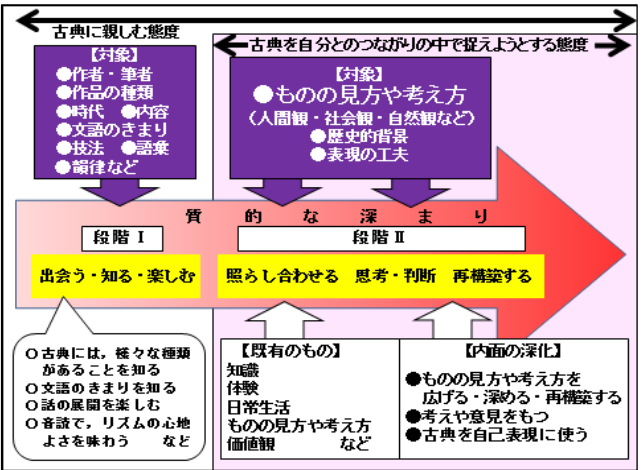 古典に親しむ態度
古典を自分とのつながりの中で捉えようとする態度
【対象】
●作者・筆者
●作品の種類
●時代 ●内容
●文語のきまり
●技法 ●語彙
●韻律など
【対象】
●ものの見方や考え方
(人間観・社会観・自然観など)
●歴史的背景
●表現の工夫
質的な深まり
段階Ⅰ
段階Ⅱ
出会う・知る・楽しむ
照らし合わせる 思考・判断 再構築する
○古典には,様々な種類
があることを知る
○文語のきまりを知る
○話の展開を楽しむ
○音読で,リズムの心地
よさを味わう など
【既有のもの】
知識
体験
日常生活
ものの見方や考え方
価値観 など
【内面の深化】
●ものの見方や考え方を
広げる・深める・再構築する
●考えや意見をもつ
●古典を自己表現に使う